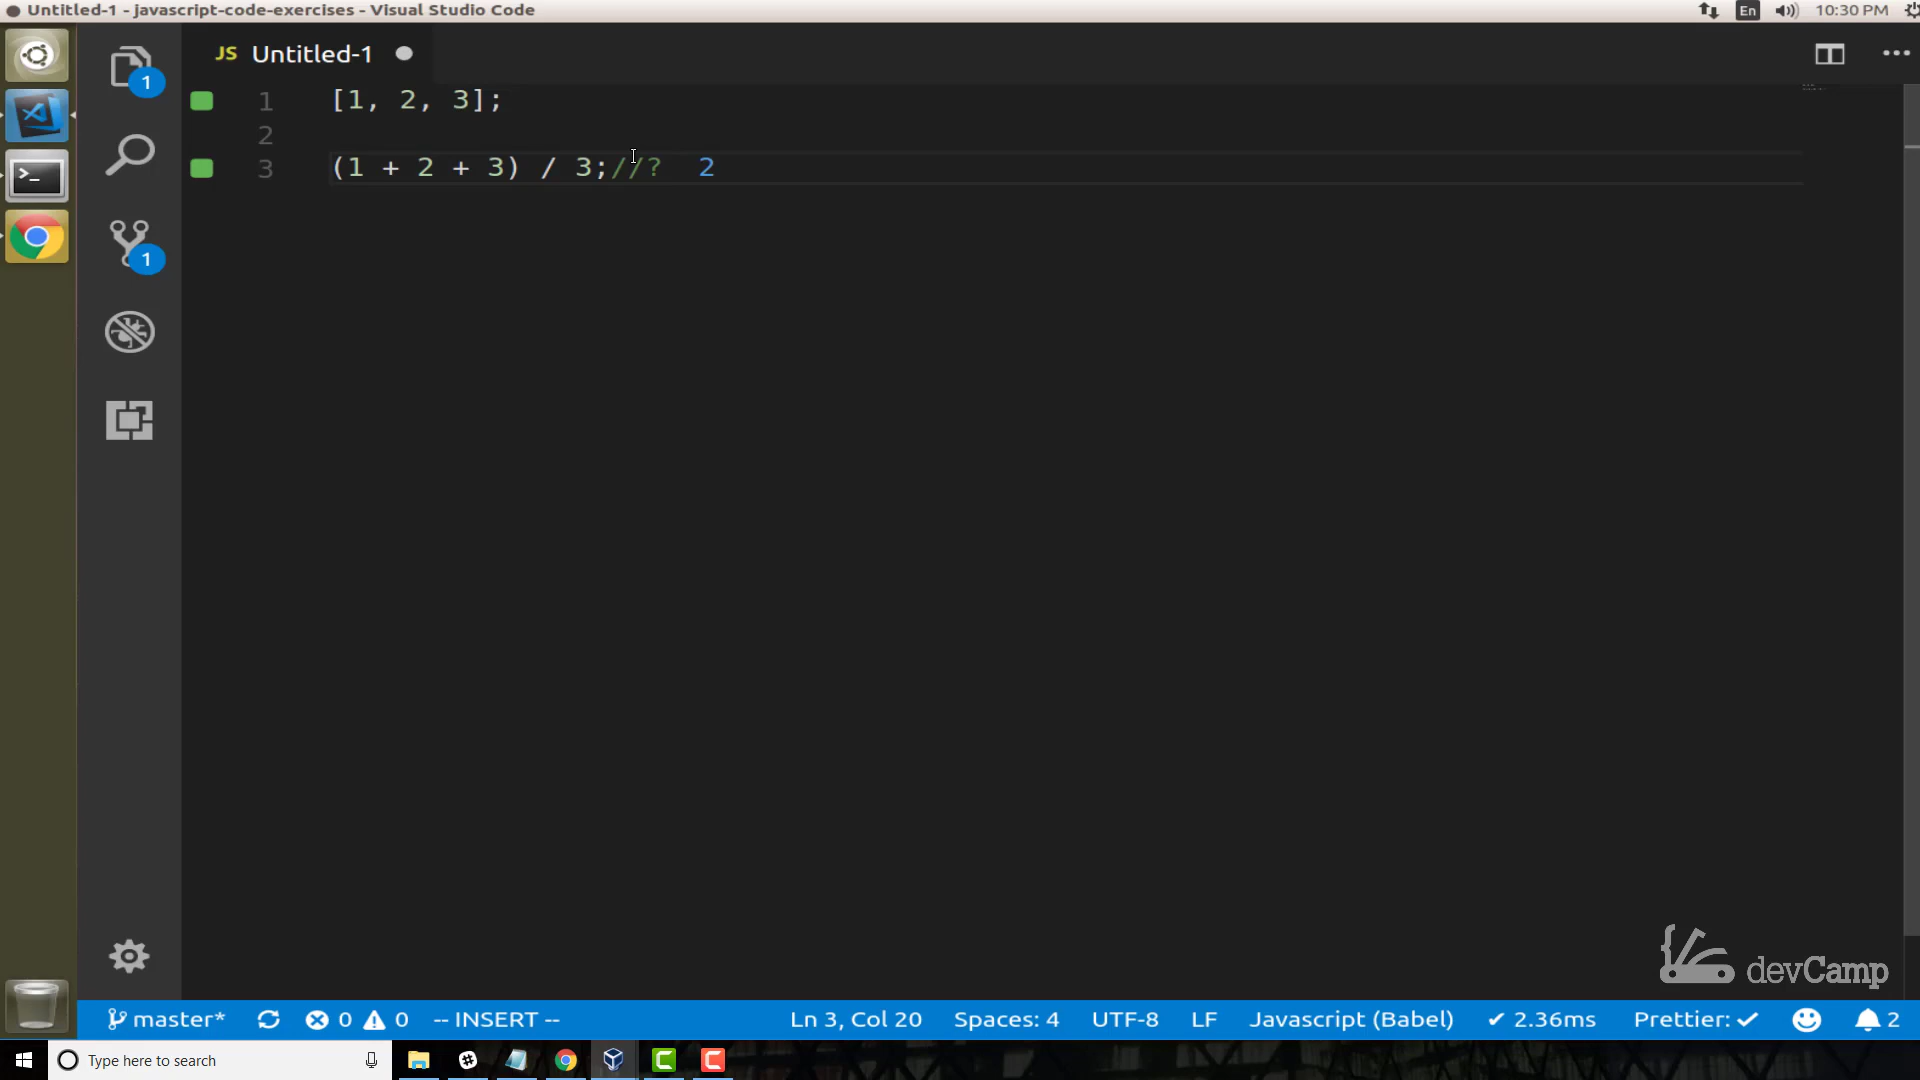 Untitled-1 - javascript-code-exercises - Visual Studio Code
En
10:30 PM
JS Untitled-1
1
1
1 [1, 2, 3];
2
3 (1 + 2 + 3) / 3;//? 2
>_
devCamp
master* 0 0 -- INSERT -- Ln 3, Col 20 Spaces: 4 UTF-8 LF Javascript (Babel) ✔ 2.36ms Prettier: ✔ 2
Type here to search